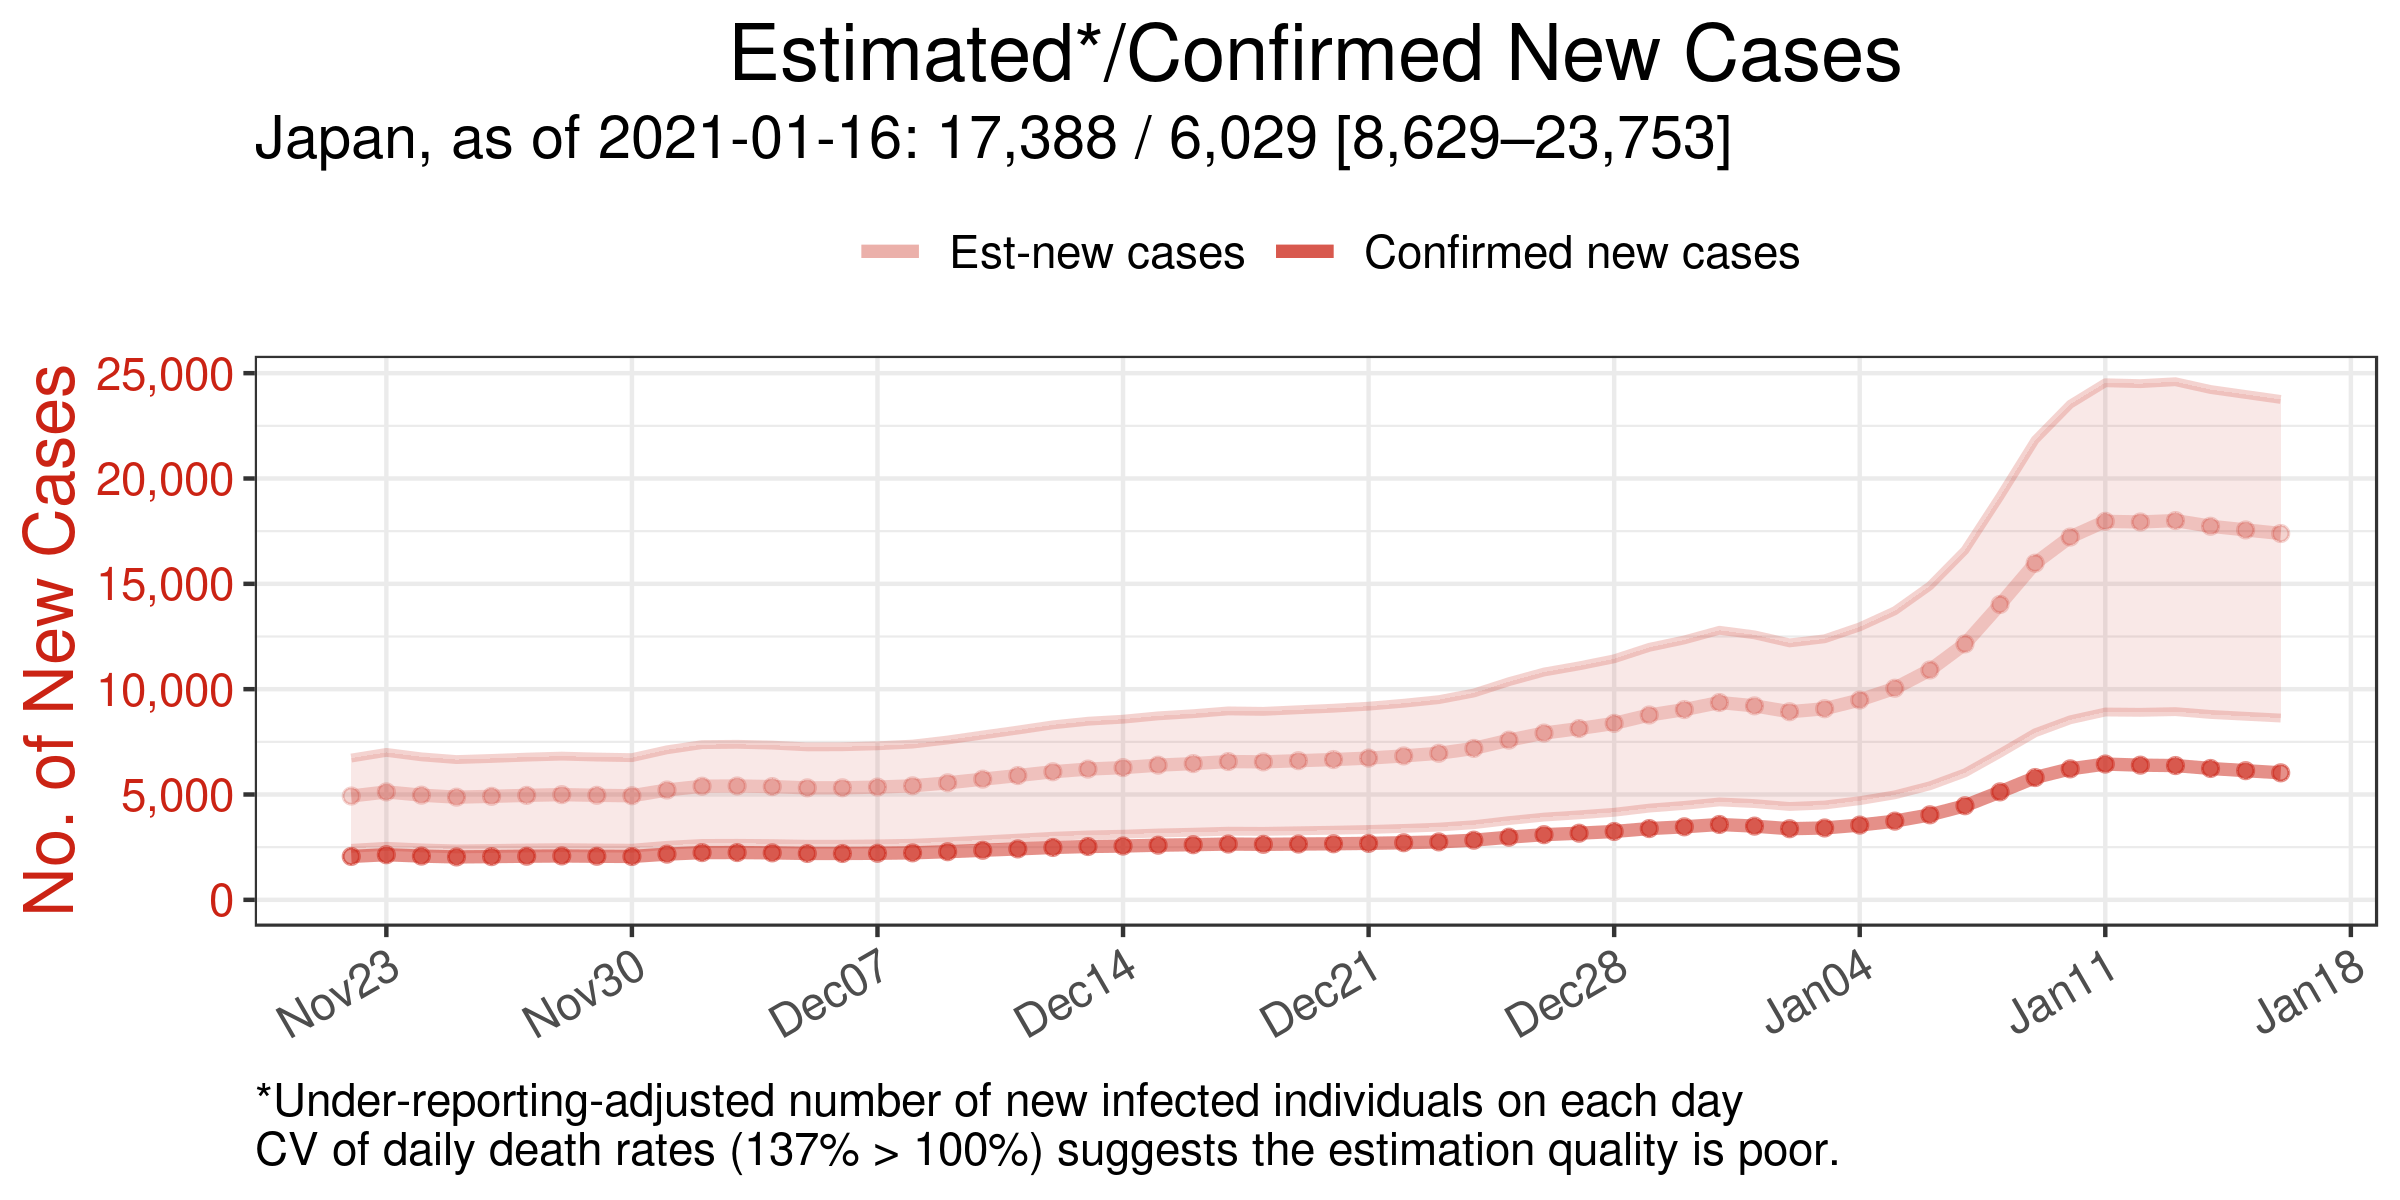 Estimated*/Confirmed New Cases
Japan, as of 2021-01-16: 17,388 / 6,029 [8,629–23,753]
Est-new cases Confirmed new cases
No. of New Cases
25,000
20,000
15,000
10,000
5,000
0
Nov23 Nov30 Dec07 Dec14 Dec21 Dec28 Jan04 Jan11 Jan18
*Under-reporting-adjusted number of new infected individuals on each day
CV of daily death rates (137% > 100%) suggests the estimation quality is poor.